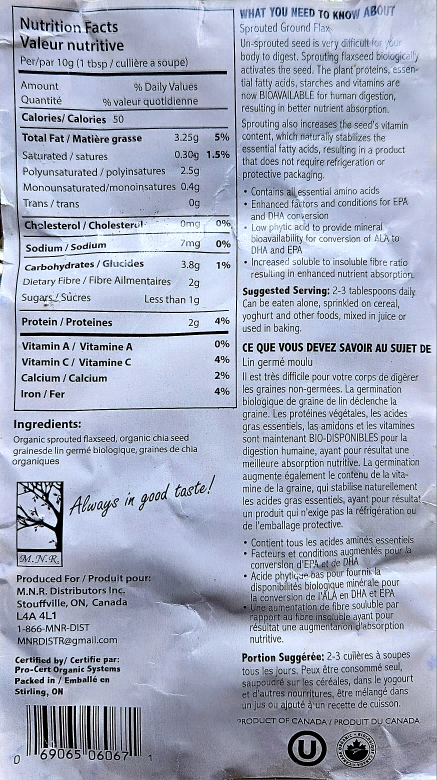 Nutrition Facts
Valeur nutritive
Per/par 10g (1 tbsp / cullière a soupe)
Amount % Daily Values
Quantité % valeur quotidienne
Calories/ Calories 50
Total Fat / Matière grasse 3.25g 5%
Saturated / satures 0.30g 1.5%
Polyunsaturated / polyinsatures 2.5g
Monounsaturated/monoinsatures 0.4g
Trans / trans 0g
Cholesterol / Cholesterol 0mg 0%
Sodium / Sodium 7mg 0%
Carbohydrates / Glucides 3.8g 1%
Dietary Fibre / Fibre Ailmentaires 2g
Sugars / Sucres Less than 1g
Protein / Proteines 2g 4%
Vitamin A / Vitamine A 0%
Vitamin C / Vitamine C 4%
Calcium / Calcium 2%
Iron / Fer 4%
Ingredients:
Organic sprouted flaxseed, organic chia seed
grainesde lin germé biologique, graines de chia
organiques
Always in good taste!
M.N.R.
Produced For / Produit pour:
M.N.R. Distributors Inc.
Stouffville, ON, Canada
L4A 4L1
1-866-MNR-DIST
MNRDISTR@gmail.com
Certified by/ Certifie par:
Pro-Cert Organic Systems
Packed in / Emballé en
Stirling, ON
0 69065 06067 1
WHAT YOU NEED TO KNOW ABOUT
Sprouted Ground Flax
Un-sprouted seed is very difficult for your
body to digest. Sprouting flaxseed biologically
activates the seed. The plant proteins, essen-
tial fatty acids, starches and vitamins are
now BIOAVAILABLE for human digestion,
resulting in better nutrient absorption.
Sprouting also increases the seed's vitamin
content, which naturally stabilizes the
essential fatty acids, resulting in a product
that does not require refrigeration or
protective packaging.
• Contains all essential amino acids
• Enhanced factors and conditions for EPA
and DHA conversion
• Low phytic acid to provide mineral
bioavailability for conversion of ALA to
DHA and EPA
• Increased soluble to insoluble fibre ratio
resulting in enhanced nutrient absorption.
Suggested Serving: 2-3 tablespoons daily.
Can be eaten alone, sprinkled on cereal,
yoghurt and other foods, mixed in juice or
used in baking.
CE QUE VOUS DEVEZ SAVOIR AU SUJET DE
Lin germé moulu
Il est très difficile pour votre corps de digérer
les graines non-germées. La germination
biologique de graine de lin déclenche la
graine. Les protéines végétales, les acides
gras essentiels, las amidons et les vitamines
sont maintenant BIO-DISPONIBLES pour la
digestion humaine, ayant pour résultat une
meilleure absorption nutritive. La germination
augmente également le contenu de la vita-
mine de la graine, qui stabilise naturellement
les acides gras essentiels, ayant pour résultat
un produit qui n'exige pas la réfrigération ou
de l'emballage protective.
• Contient tous les acides aminés essentiels
• Facteurs et conditions augmentés pour la
conversion d'EPA et de DHA
• Acide phytique bas pour fournir la
disponibilités biologique minérale pour
la conversion de l'ALA en DHA et EPA
• Une aumentation de fibre souluble par
rapport au fibre insoluble ayant pour
résultat une augmentation d'absorption
nutritive.
Portion Suggérée: 2-3 cuilères à soupes
tous les jours. Peux être consommé seul,
saupoudré sur les céréales, dans le yogourt
et d'autres nourritures, être mélangé dans
un jus ou ajouté à un recette de cuisson.
PRODUCT OF CANADA / PRODUIT DU CANADA
U